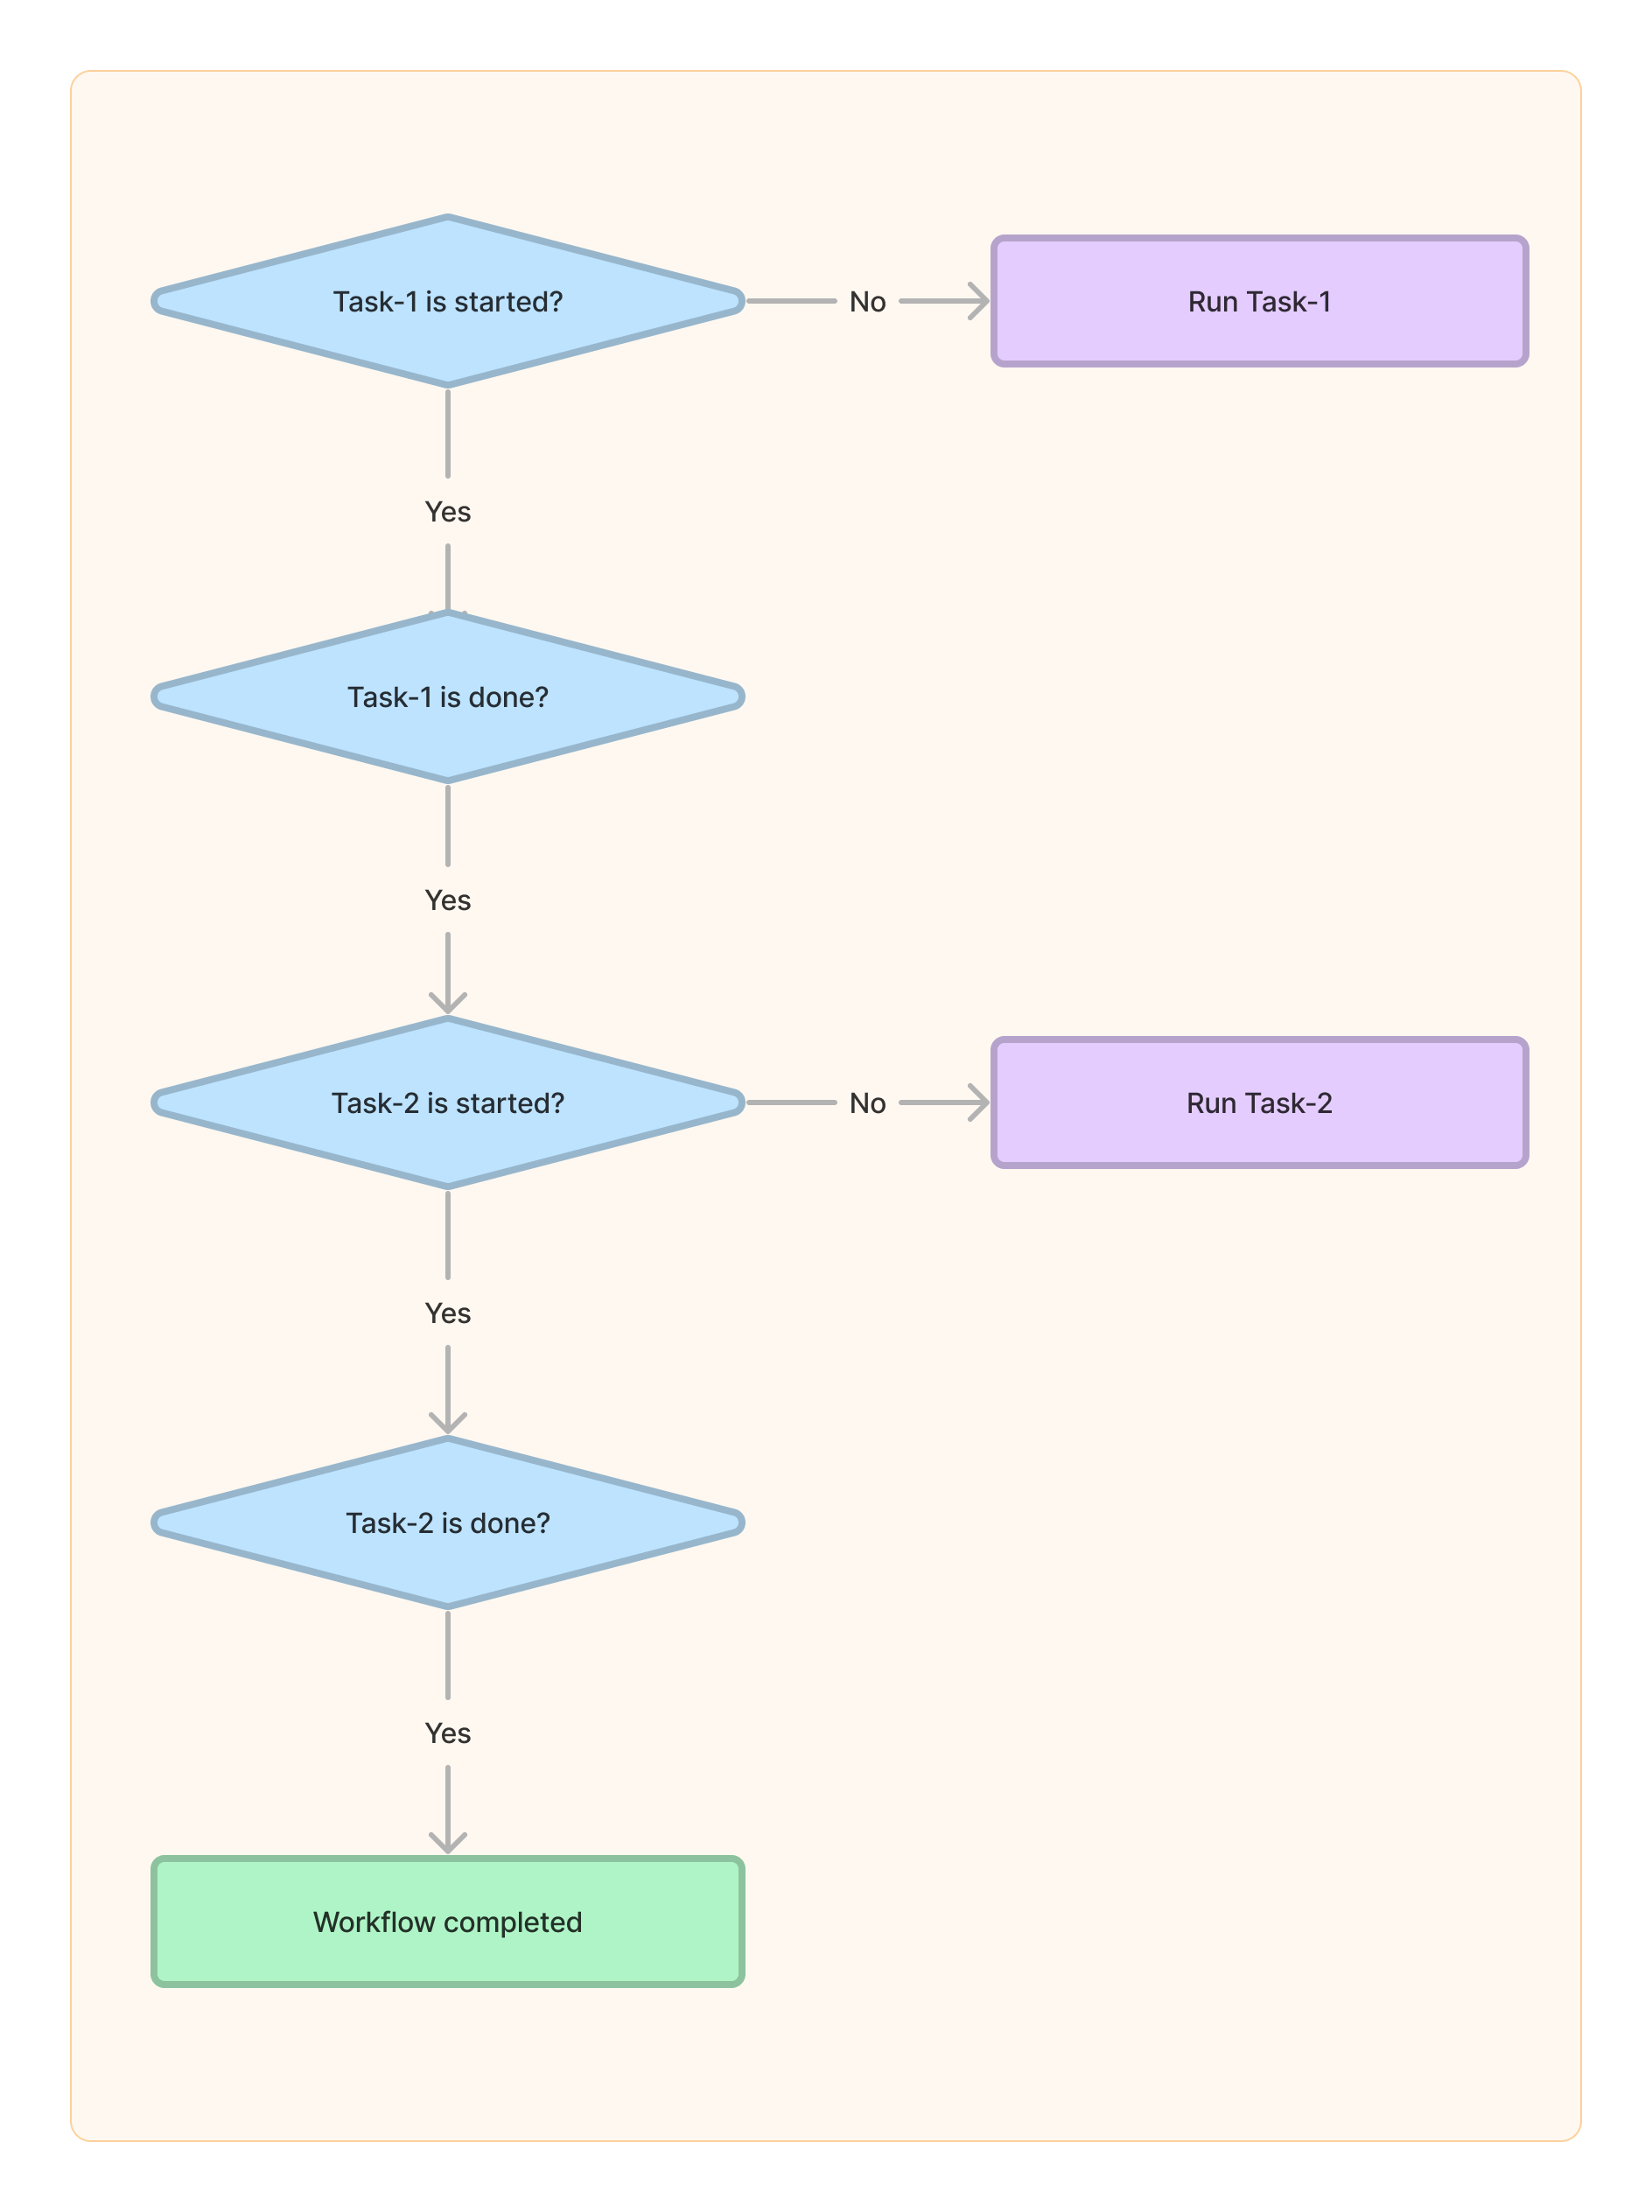 Task-1 is started?
No
Run Task-1
Yes
Task-1 is done?
Yes
Task-2 is started?
No
Run Task-2
Yes
Task-2 is done?
Yes
Workflow completed